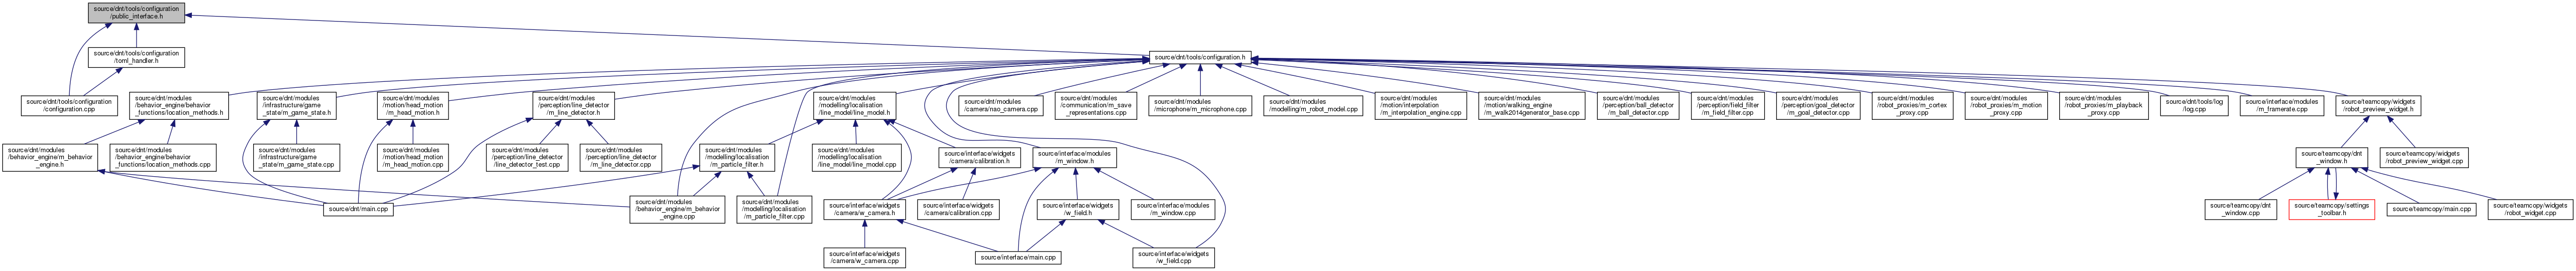 source/dnt/tools/configuration
/public_interface.h
source/dnt/tools/configuration
/toml_handler.h
source/dnt/tools/configuration.h
source/dnt/tools/configuration
/configuration.cpp
source/dnt/modules
/behavior_engine/behavior
_functions/location_methods.h
source/dnt/modules
/infrastructure/game
_state/m_game_state.h
source/dnt/modules
/motion/head_motion
/m_head_motion.h
source/dnt/modules
/perception/line_detector
/m_line_detector.h
source/dnt/modules
/modelling/localisation
/line_model/line_model.h
source/dnt/modules
/camera/nao_camera.cpp
source/dnt/modules
/communication/m_save
_representations.cpp
source/dnt/modules
/microphone/m_microphone.cpp
source/dnt/modules
/modelling/m_robot_model.cpp
source/dnt/modules
/motion/interpolation
/m_interpolation_engine.cpp
source/dnt/modules
/motion/walking_engine
/m_walk2014generator_base.cpp
source/dnt/modules
/perception/ball_detector
/m_ball_detector.cpp
source/dnt/modules
/perception/field_filter
/m_field_filter.cpp
source/dnt/modules
/perception/goal_detector
/m_goal_detector.cpp
source/dnt/modules
/robot_proxies/m_cortex
_proxy.cpp
source/dnt/modules
/robot_proxies/m_motion
_proxy.cpp
source/dnt/modules
/robot_proxies/m_playback
_proxy.cpp
source/dnt/tools/log
/log.cpp
source/interface/modules
/m_framerate.cpp
source/teamcopy/widgets
/robot_preview_widget.h
source/dnt/modules
/behavior_engine/m_behavior
_engine.h
source/dnt/modules
/behavior_engine/behavior
_functions/location_methods.cpp
source/dnt/modules
/infrastructure/game
_state/m_game_state.cpp
source/dnt/modules
/motion/head_motion
/m_head_motion.cpp
source/dnt/modules
/perception/line_detector
/line_detector_test.cpp
source/dnt/modules
/perception/line_detector
/m_line_detector.cpp
source/dnt/modules
/modelling/localisation
/m_particle_filter.h
source/dnt/modules
/modelling/localisation
/line_model/line_model.cpp
source/interface/widgets
/camera/calibration.h
source/interface/modules
/m_window.h
source/teamcopy/dnt
_window.h
source/teamcopy/widgets
/robot_preview_widget.cpp
source/dnt/main.cpp
source/dnt/modules
/behavior_engine/m_behavior
_engine.cpp
source/dnt/modules
/modelling/localisation
/m_particle_filter.cpp
source/interface/widgets
/camera/w_camera.h
source/interface/widgets
/camera/calibration.cpp
source/interface/widgets
/w_field.h
source/interface/modules
/m_window.cpp
source/teamcopy/dnt
_window.cpp
source/teamcopy/settings
_toolbar.h
source/teamcopy/main.cpp
source/teamcopy/widgets
/robot_widget.cpp
source/interface/widgets
/camera/w_camera.cpp
source/interface/main.cpp
source/interface/widgets
/w_field.cpp